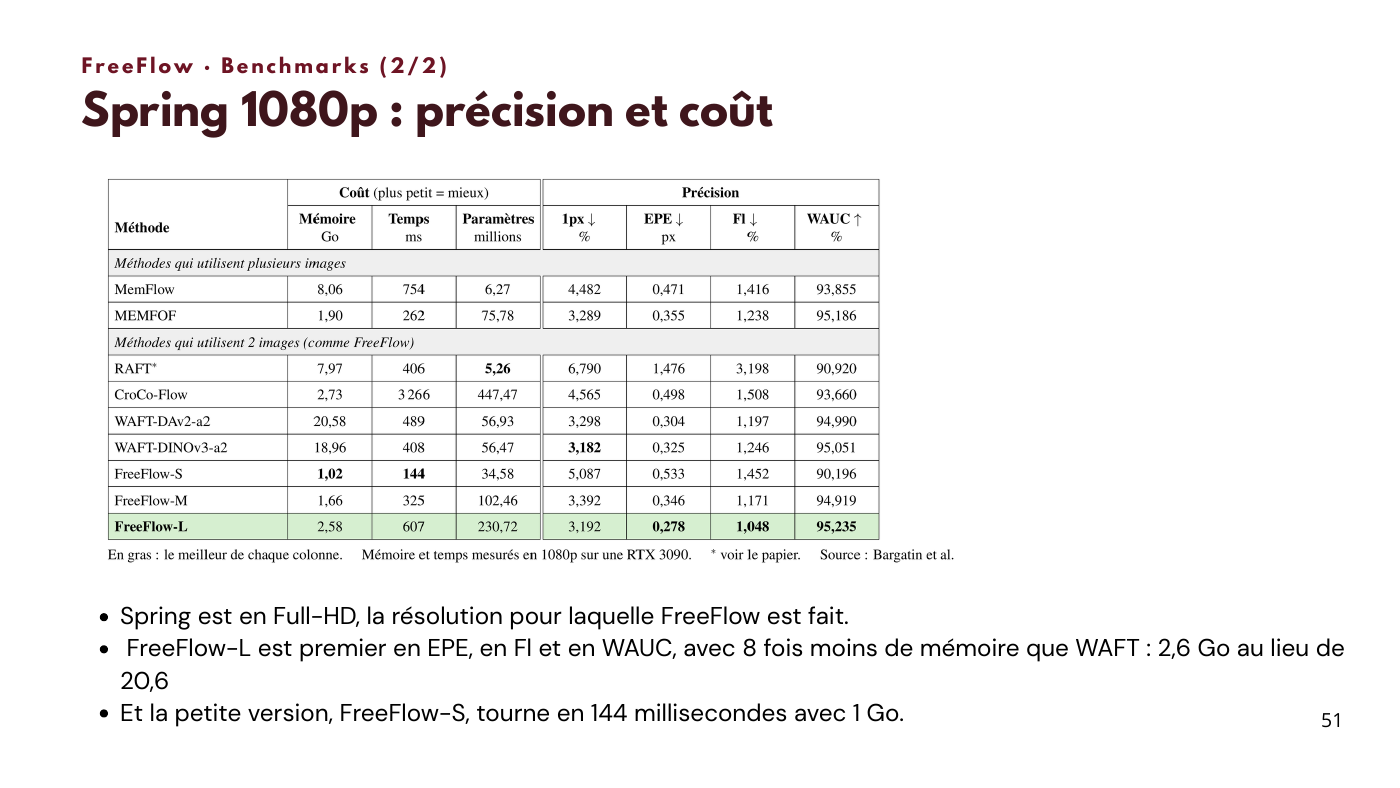 FreeFlow · Benchmarks (2/2)
Spring 1080p : précision et coût
Coût (plus petit = mieux) Précision
Méthode Mémoire Temps Paramètres 1px ↓ EPE ↓ Fl ↓ WAUC ↑
Go ms millions % px % %
Méthodes qui utilisent plusieurs images
MemFlow 8,06 754 6,27 4,482 0,471 1,416 93,855
MEMFOF 1,90 262 75,78 3,289 0,355 1,238 95,186
Méthodes qui utilisent 2 images (comme FreeFlow)
RAFT* 7,97 406 5,26 6,790 1,476 3,198 90,920
CroCo-Flow 2,73 3 266 447,47 4,565 0,498 1,508 93,660
WAFT-DAv2-a2 20,58 489 56,93 3,298 0,304 1,197 94,990
WAFT-DINOv3-a2 18,96 408 56,47 3,182 0,325 1,246 95,051
FreeFlow-S 1,02 144 34,58 5,087 0,533 1,452 90,196
FreeFlow-M 1,66 325 102,46 3,392 0,346 1,171 94,919
FreeFlow-L 2,58 607 230,72 3,192 0,278 1,048 95,235
En gras : le meilleur de chaque colonne. Mémoire et temps mesurés en 1080p sur une RTX 3090. * voir le papier. Source : Bargatin et al.
• Spring est en Full-HD, la résolution pour laquelle FreeFlow est fait.
• FreeFlow-L est premier en EPE, en Fl et en WAUC, avec 8 fois moins de mémoire que WAFT : 2,6 Go au lieu de
20,6
• Et la petite version, FreeFlow-S, tourne en 144 millisecondes avec 1 Go.
51